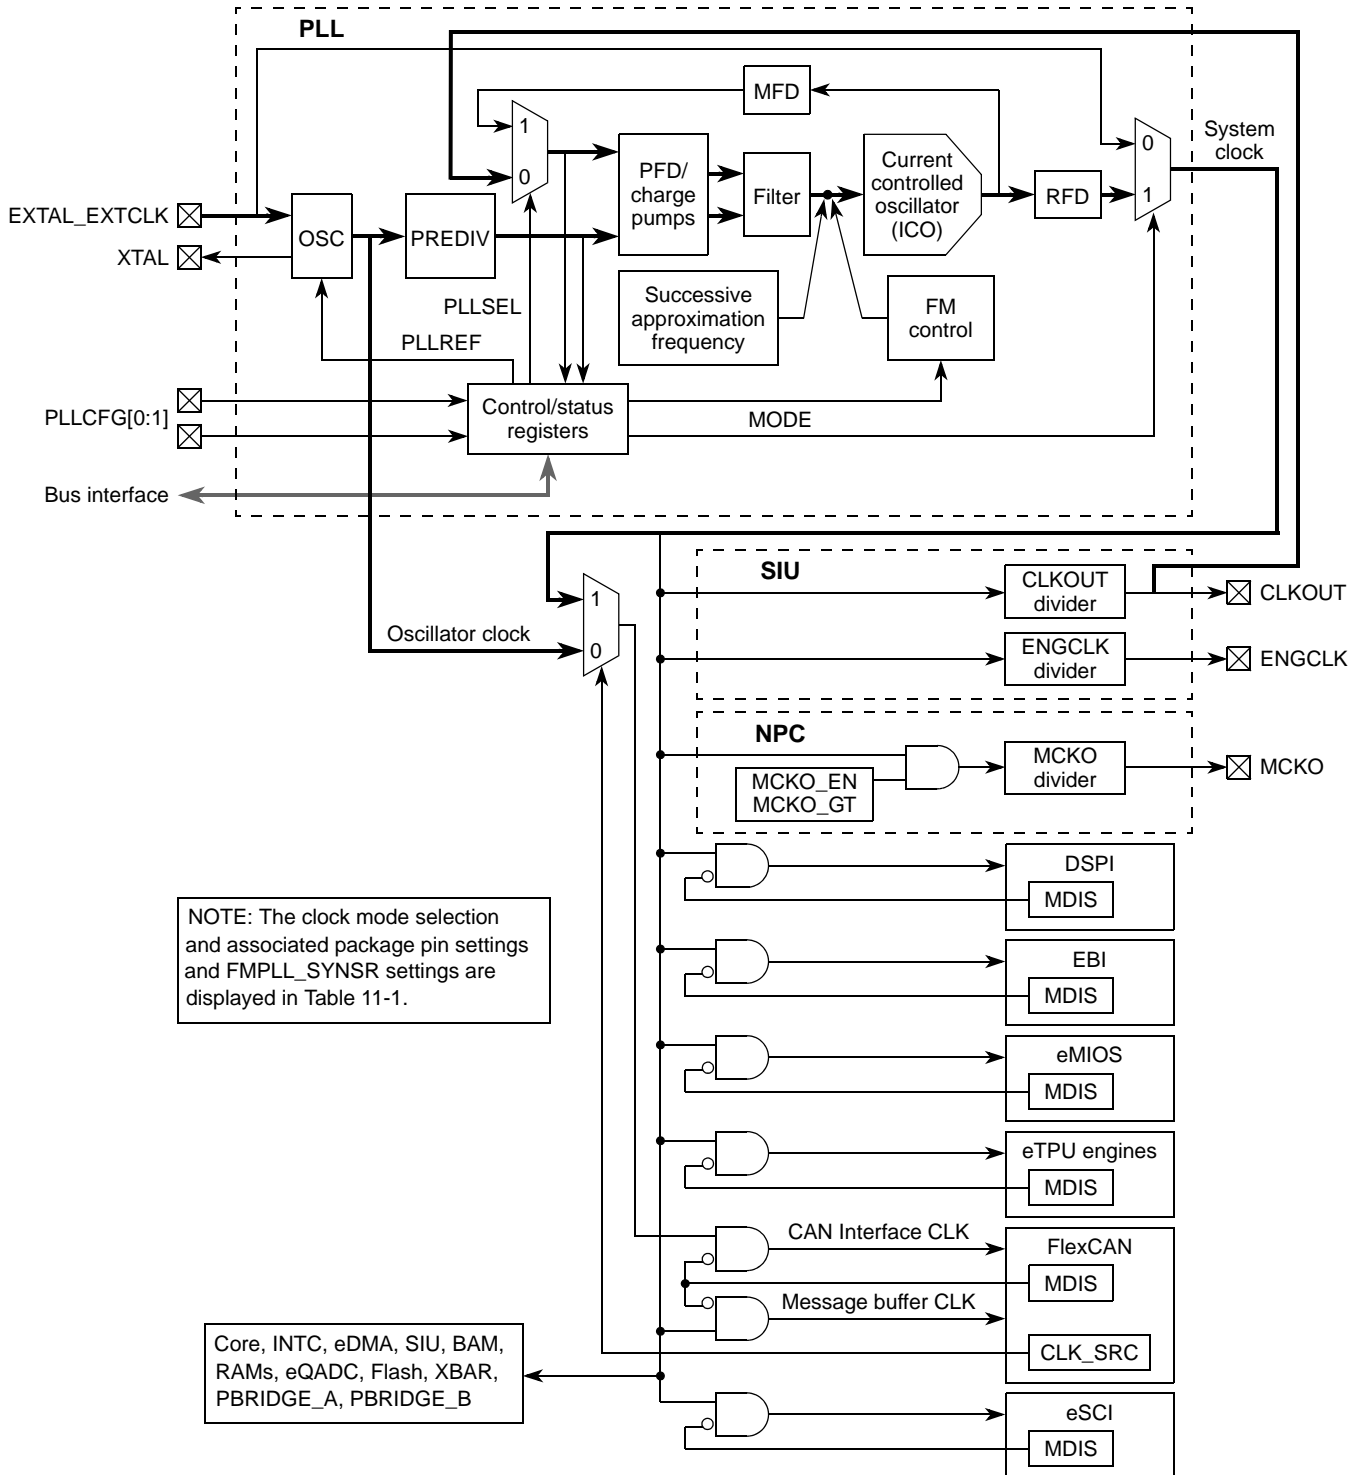 PLL
MFD
1
0
System
clock
0
1
PFD/
charge
pumps
Filter
Current
controlled
oscillator
(ICO)
RFD
EXTAL_EXTCLK
OSC
PREDIV
XTAL
PLLSEL
Successive
approximation
frequency
FM
control
PLLREF
PLLCFG[0:1]
Control/status
registers
MODE
Bus interface
SIU
CLKOUT
divider
CLKOUT
1
0
Oscillator clock
ENGCLK
divider
ENGCLK
NPC
MCKO_EN
MCKO_GT
MCKO
divider
MCKO
DSPI
MDIS
NOTE: The clock mode selection
and associated package pin settings
and FMPLL_SYNSR settings are
displayed in Table 11-1.
EBI
MDIS
eMIOS
MDIS
eTPU engines
MDIS
CAN Interface CLK
FlexCAN
MDIS
Message buffer CLK
CLK_SRC
Core, INTC, eDMA, SIU, BAM,
RAMs, eQADC, Flash, XBAR,
PBRIDGE_A, PBRIDGE_B
eSCI
MDIS